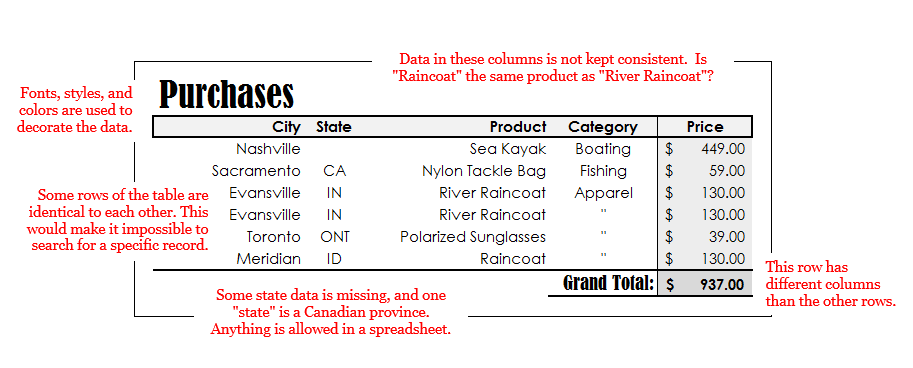 Data in these columns is not kept consistent. Is
"Raincoat" the same product as "River Raincoat"?
Fonts, styles, and
colors are used to
decorate the data.
Purchases
City State Product Category Price
Nashville Sea Kayak Boating $ 449.00
Sacramento CA Nylon Tackle Bag Fishing $ 59.00
Evansville IN River Raincoat Apparel $ 130.00
Evansville IN River Raincoat " $ 130.00
Toronto ONT Polarized Sunglasses " $ 39.00
Meridian ID Raincoat " $ 130.00
Grand Total: $ 937.00
Some rows of the table are
identical to each other. This
would make it impossible to
search for a specific record.
This row has
different columns
than the other rows.
Some state data is missing, and one
"state" is a Canadian province.
Anything is allowed in a spreadsheet.